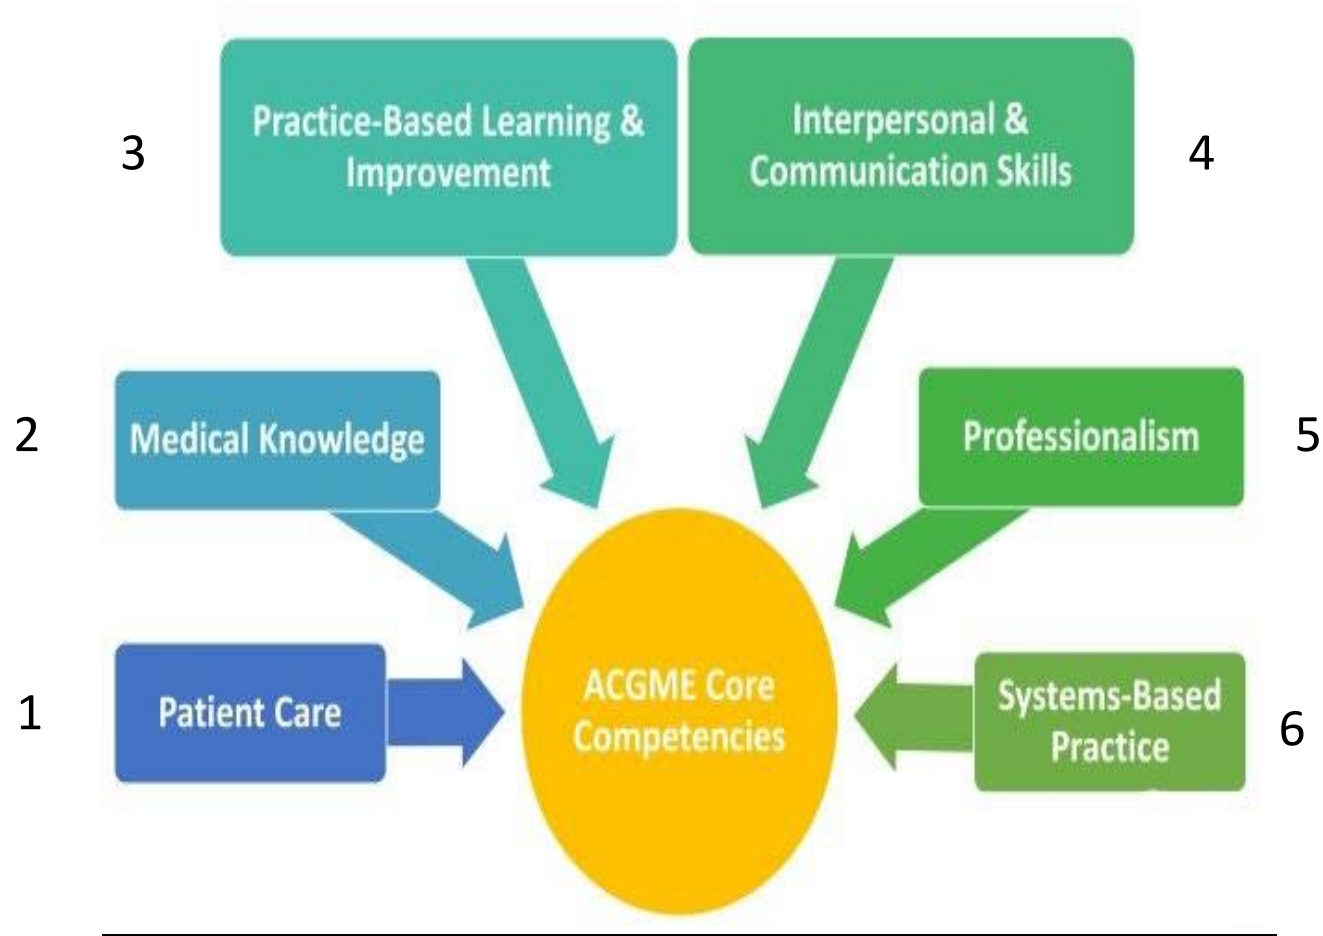 3
Practice-Based Learning &
Improvement
Interpersonal &
Communication Skills
4
2
Medical Knowledge
Professionalism
5
1
Patient Care
ACGME Core
Competencies
Systems-Based
Practice
6